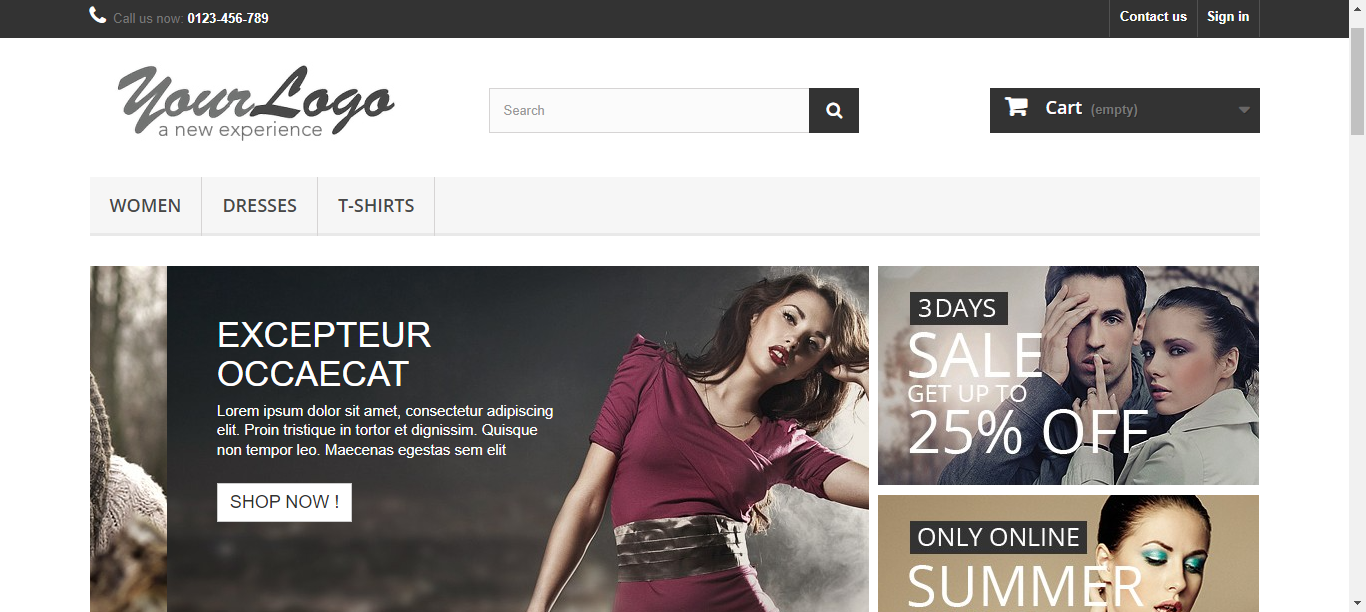 Call us now: 0123-456-789
Contact us
Sign in
YourLogo
a new experience
Search
Cart (empty)
WOMEN
DRESSES
T-SHIRTS
EXCEPTEUR
OCCAECAT
Lorem ipsum dolor sit amet, consectetur adipiscing
elit. Proin tristique in tortor et dignissim. Quisque
non tempor leo. Maecenas egestas sem elit
SHOP NOW !
3DAYS
SALE
GET UP TO
25% OFF
ONLY ONLINE
SUMMER